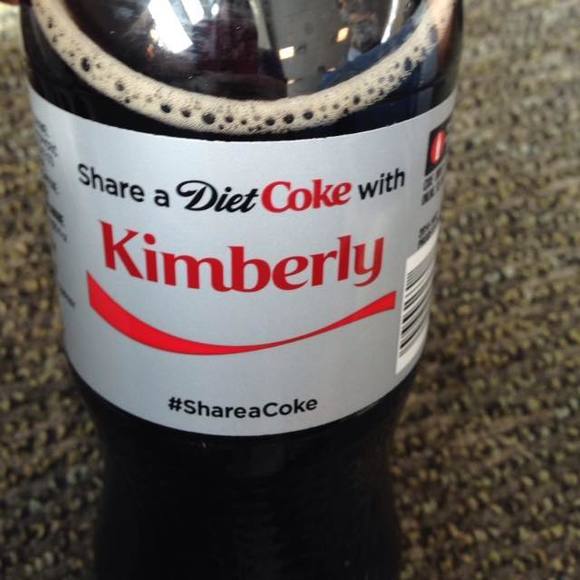 Share a Diet Coke with
Kimberly
#ShareaCoke